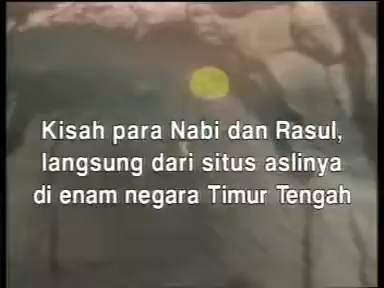 Kisah para Nabi dan Rasul,
langsung dari situs aslinya
di enam negara Timur Tengah